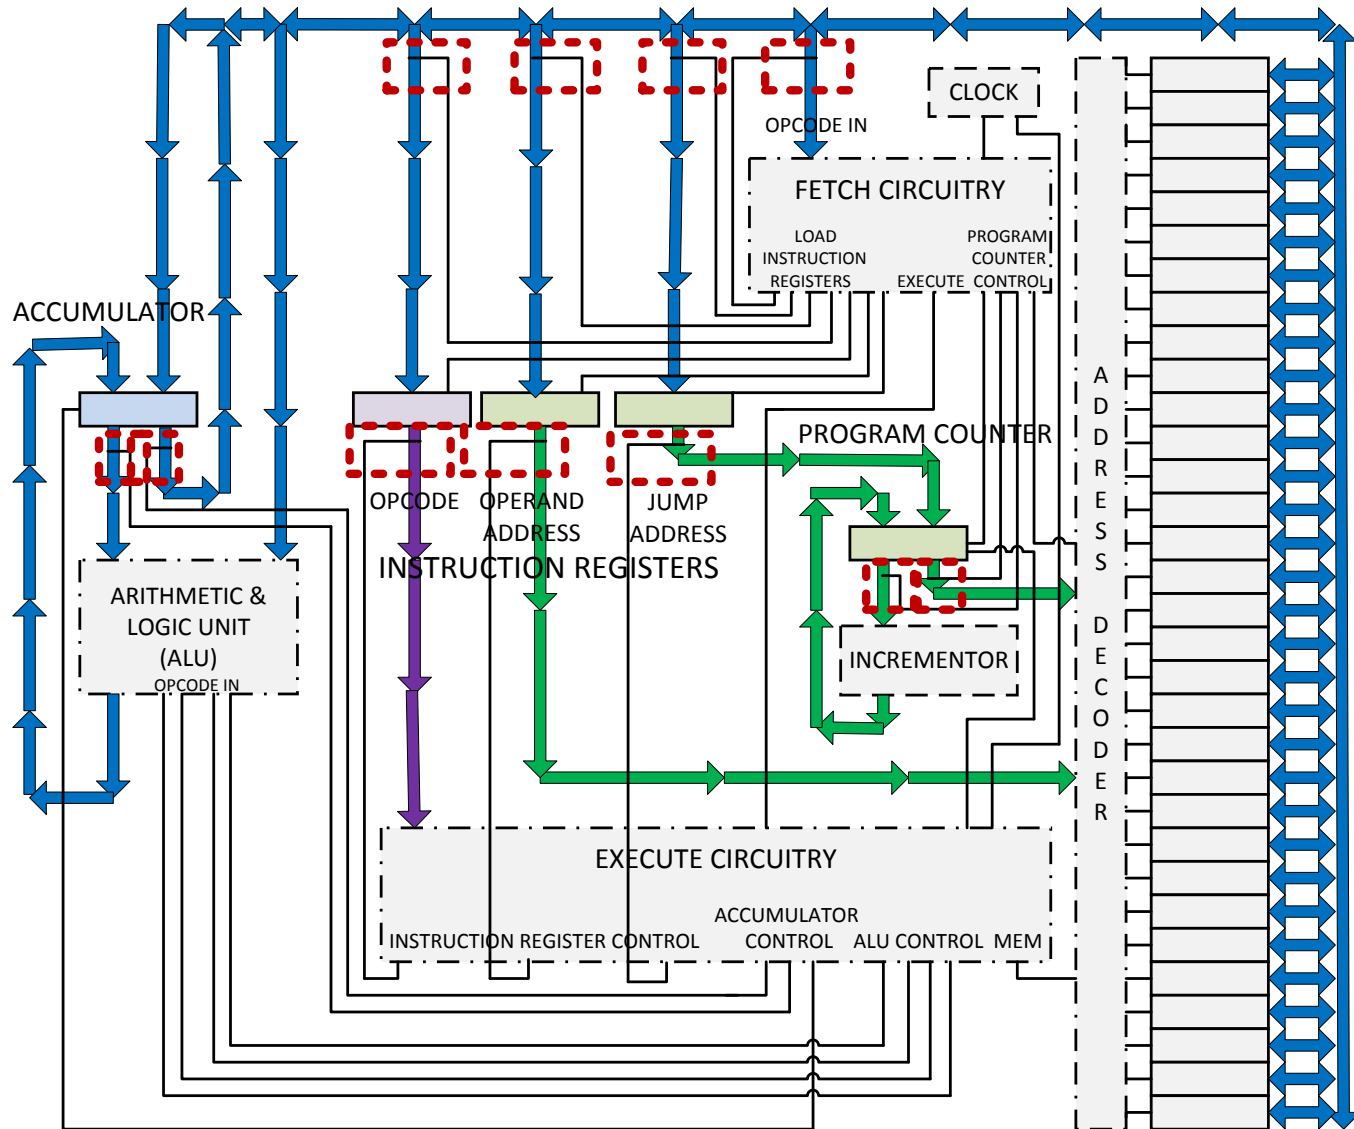 CLOCK
OPCODE IN
FETCH CIRCUITRY
LOAD
INSTRUCTION
REGISTERS
EXECUTE
PROGRAM
COUNTER
CONTROL
ACCUMULATOR
PROGRAM COUNTER
OPCODE
OPERAND
ADDRESS
JUMP
ADDRESS
INSTRUCTION REGISTERS
ARITHMETIC &
LOGIC UNIT
(ALU)
OPCODE IN
INCREMENTOR
A
D
D
R
E
S
S
D
E
C
O
D
E
R
EXECUTE CIRCUITRY
INSTRUCTION REGISTER CONTROL
ACCUMULATOR
CONTROL
ALU CONTROL
MEM